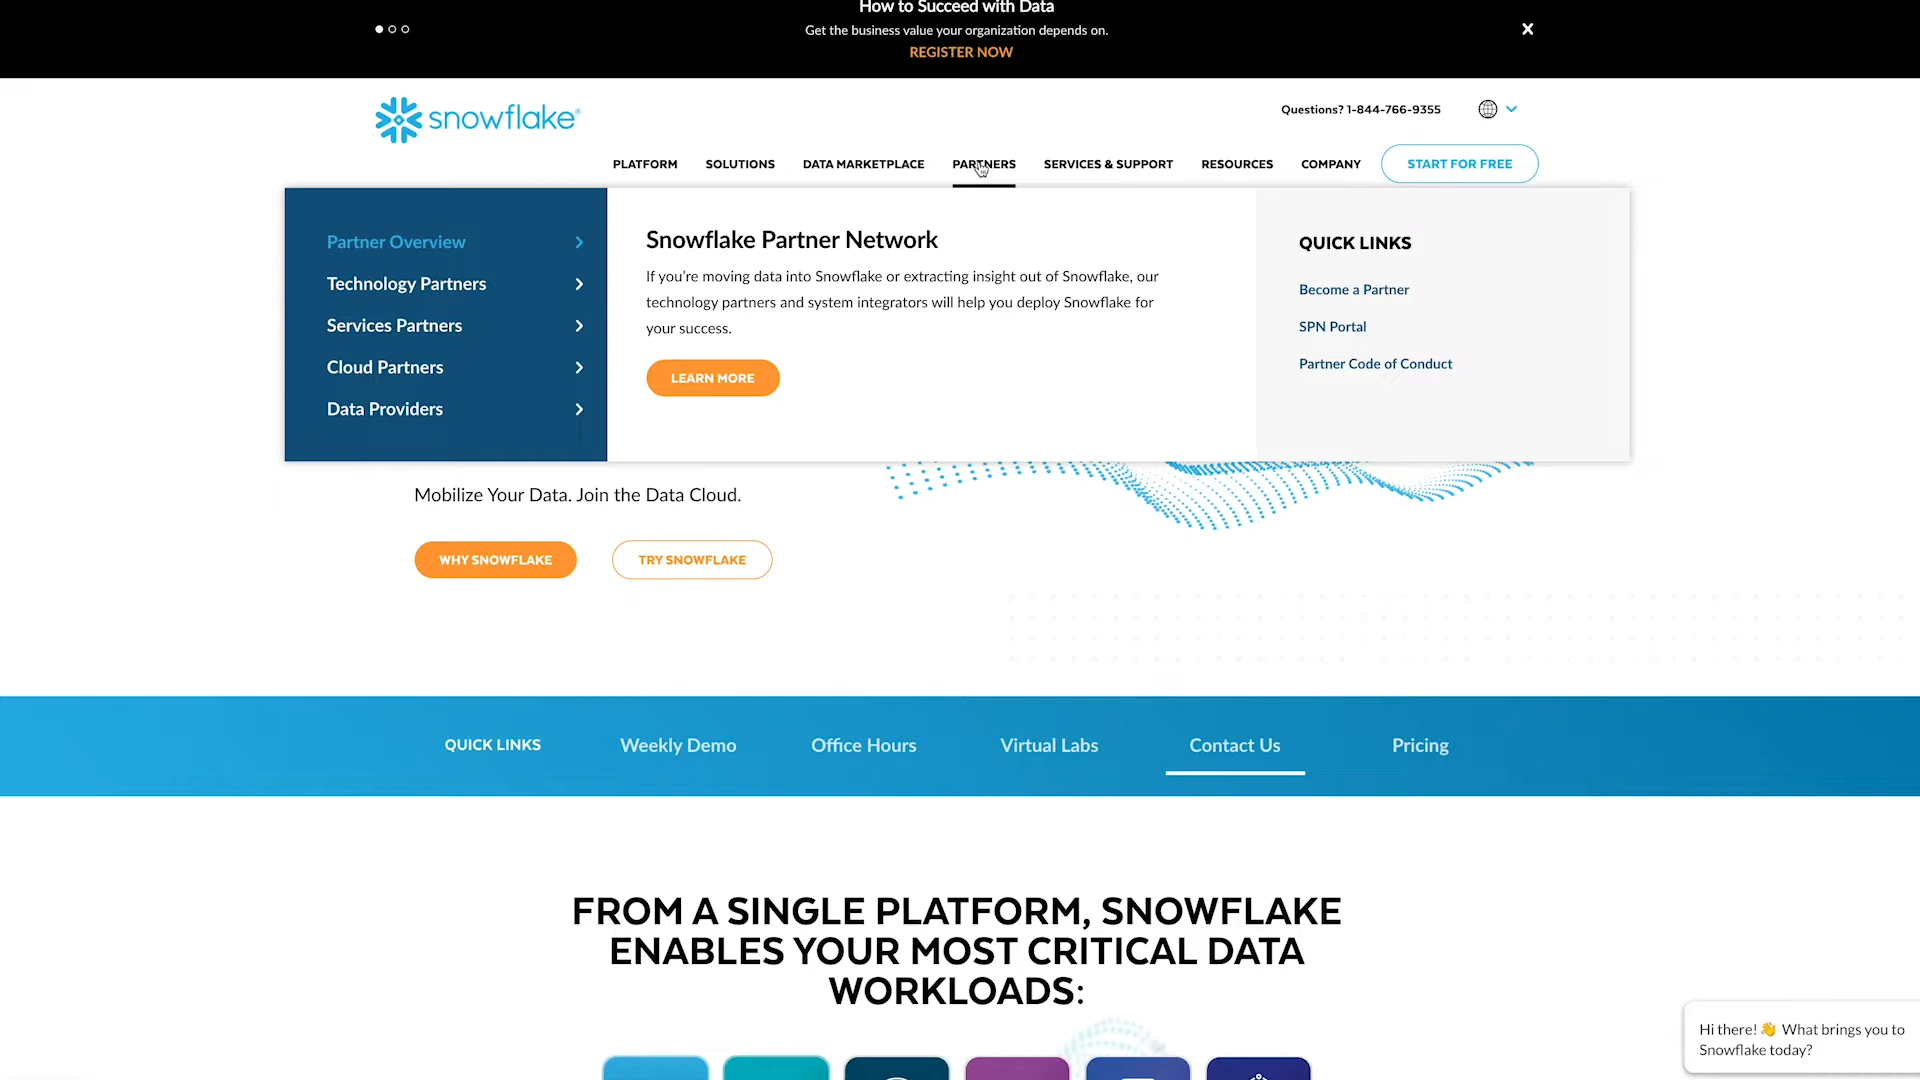 How to Succeed with Data
Get the business value your organization depends on.
REGISTER NOW
snowflake®
Questions? 1-844-766-9355
PLATFORM
SOLUTIONS
DATA MARKETPLACE
PARTNERS
SERVICES & SUPPORT
RESOURCES
COMPANY
START FOR FREE
Partner Overview
Technology Partners
Services Partners
Cloud Partners
Data Providers
Snowflake Partner Network
If you're moving data into Snowflake or extracting insight out of Snowflake, our
technology partners and system integrators will help you deploy Snowflake for
your success.
LEARN MORE
QUICK LINKS
Become a Partner
SPN Portal
Partner Code of Conduct
Mobilize Your Data. Join the Data Cloud.
WHY SNOWFLAKE
TRY SNOWFLAKE
QUICK LINKS
Weekly Demo
Office Hours
Virtual Labs
Contact Us
Pricing
FROM A SINGLE PLATFORM, SNOWFLAKE
ENABLES YOUR MOST CRITICAL DATA
WORKLOADS:
Hi there! 👋 What brings you to
Snowflake today?